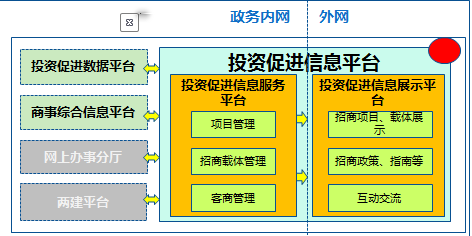 政务内网 外网
投资促进信息平台
投资促进数据平台
商事综合信息平台
网上办事分厅
两建平台
投资促进信息服务
平台
项目管理
招商载体管理
客商管理
投资促进信息展示平
台
招商项目、载体展
示
招商政策、指南等
互动交流